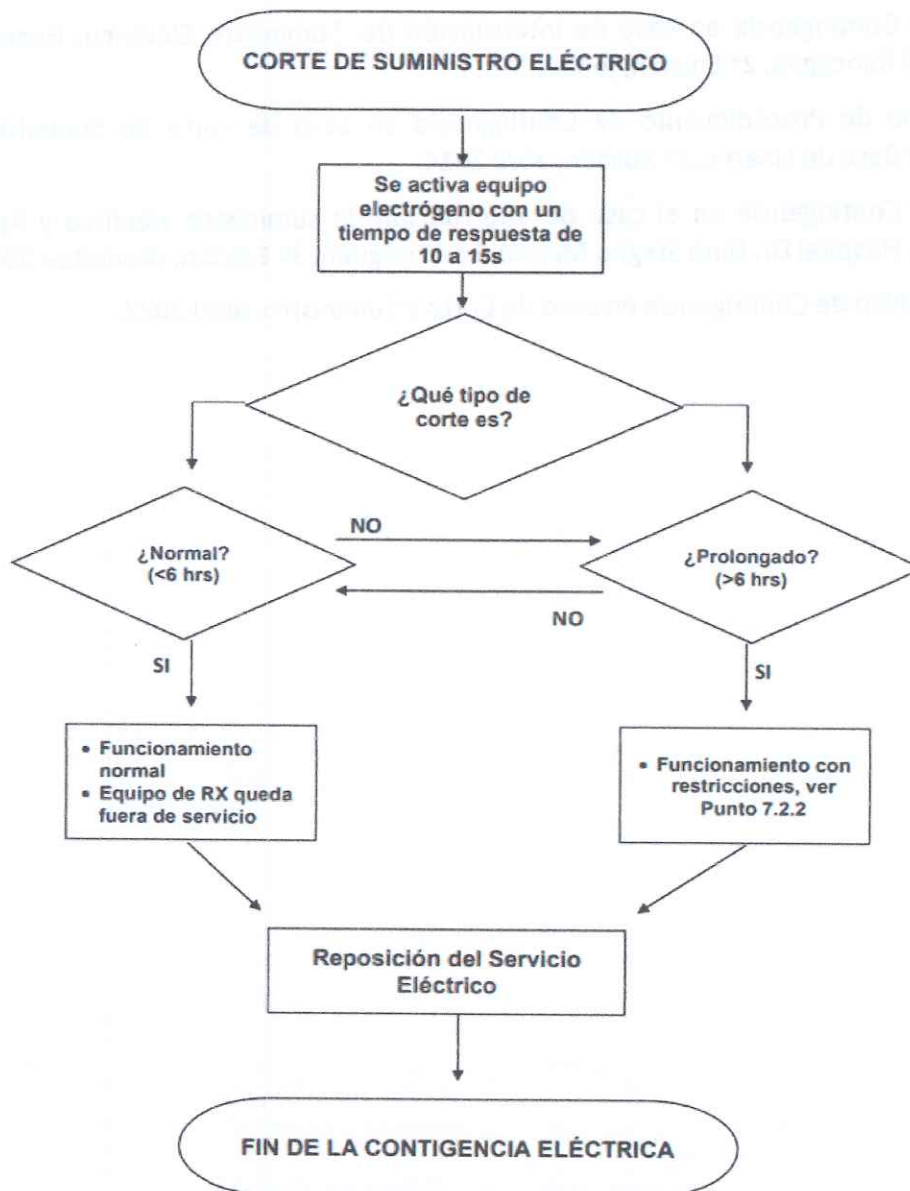 CORTE DE SUMINISTRO ELÉCTRICO
Se activa equipo
electrógeno con un
tiempo de respuesta de
10 a 15s
¿Qué tipo de
corte es?
¿Normal?
(<6 hrs)
NO
¿Prolongado?
(>6 hrs)
NO
SI
SI
• Funcionamiento
normal
• Equipo de RX queda
fuera de servicio
• Funcionamiento con
restricciones, ver
Punto 7.2.2
Reposición del Servicio
Eléctrico
FIN DE LA CONTIGENCIA ELÉCTRICA